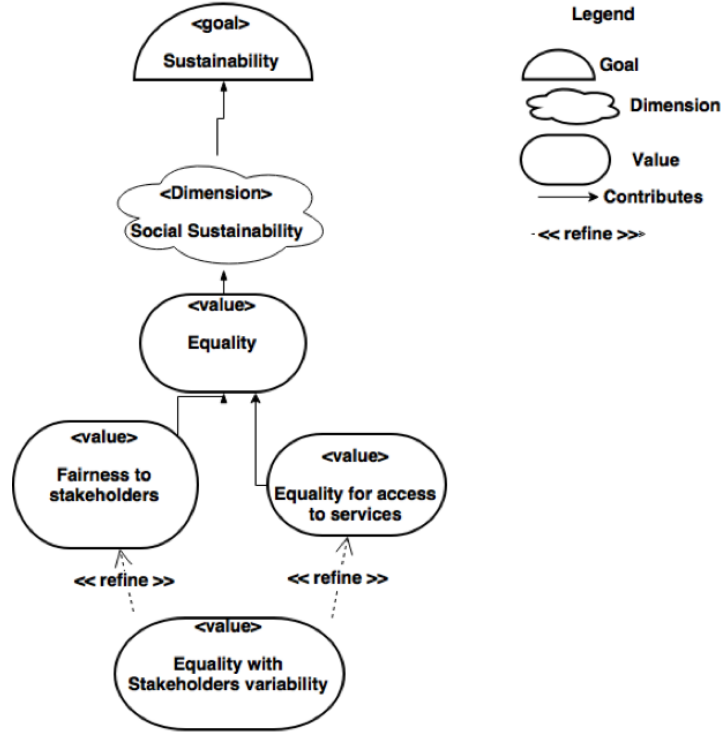 <goal>
Sustainability
<Dimension>
Social Sustainability
<value>
Equality
<value>
Fairness to
stakeholders
<value>
Equality for access
to services
<< refine >>
<< refine >>
<value>
Equality with
Stakeholders variability
Legend
Goal
Dimension
Value
Contributes
<< refine >>